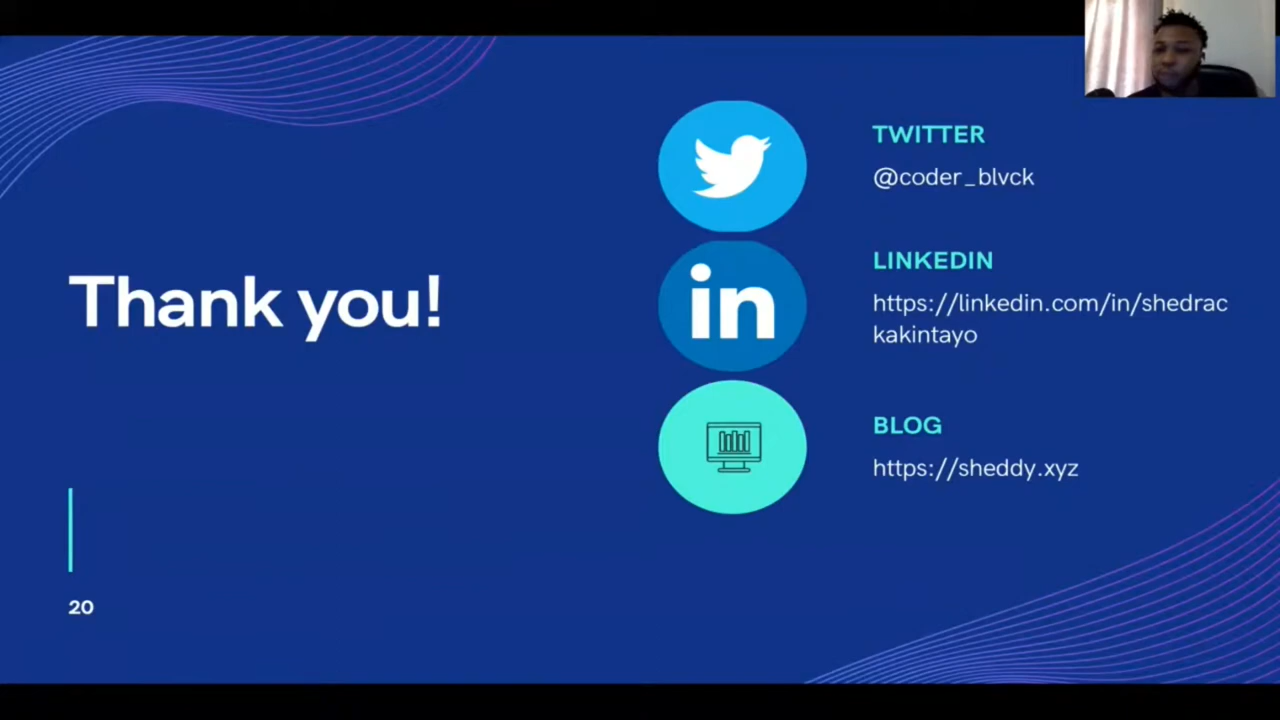 Thank you!
20
TWITTER
@coder_blvck
LINKEDIN
https://linkedin.com/in/shedrac
kakintayo
BLOG
https://sheddy.xyz